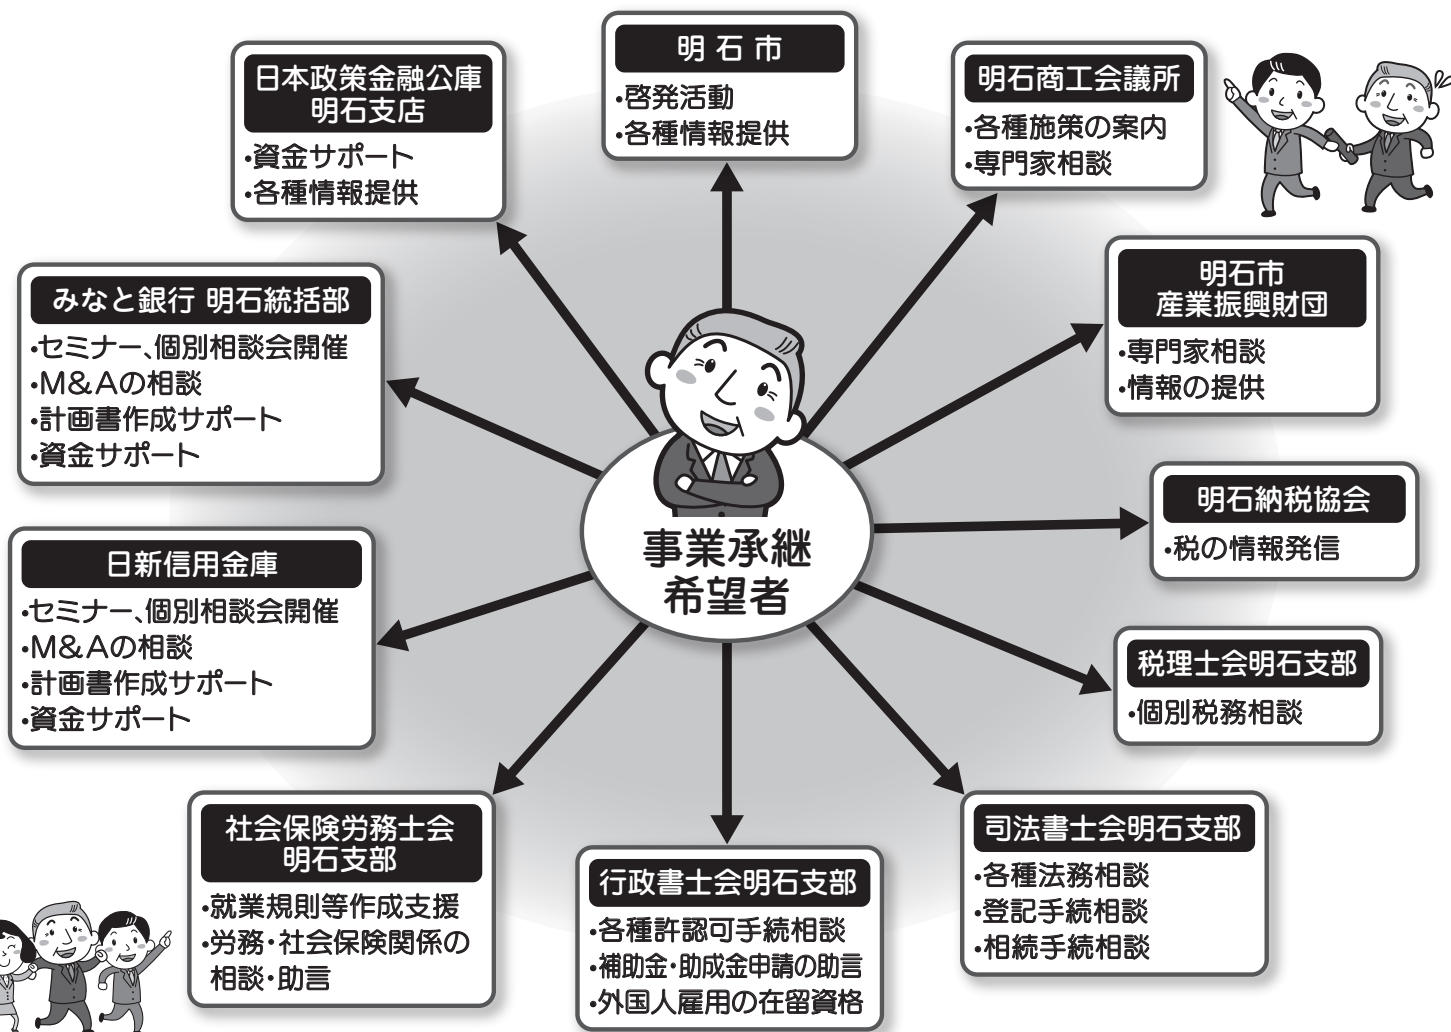 明石市
・啓発活動
・各種情報提供
明石商工会議所
・各種施策の案内
・専門家相談
明石市
産業振興財団
・専門家相談
・情報の提供
明石納税協会
・税の情報発信
税理士会明石支部
・個別税務相談
司法書士会明石支部
・各種法務相談
・登記手続相談
・相続手続相談
行政書士会明石支部
・各種許認可手続相談
・補助金・助成金申請の助言
・外国人雇用の在留資格
社会保険労務士会
明石支部
・就業規則等作成支援
・労務・社会保険関係の
相談・助言
日新信用金庫
・セミナー、個別相談会開催
・M&Aの相談
・計画書作成サポート
・資金サポート
みなと銀行 明石統括部
・セミナー、個別相談会開催
・M&Aの相談
・計画書作成サポート
・資金サポート
日本政策金融公庫
明石支店
・資金サポート
・各種情報提供
事業承継
希望者